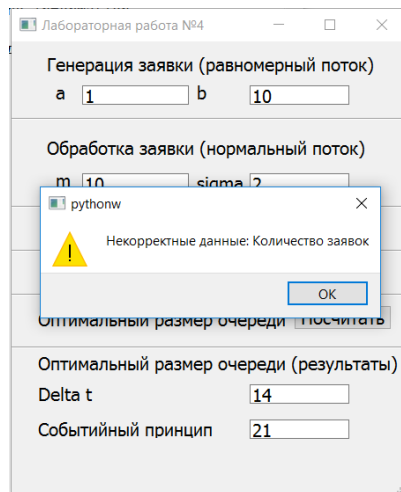 Лабораторная работа №4
Генерация заявки (равномерный поток)
a 1 b 10
Обработка заявки (нормальный поток)
m 10 sigma 2
pythonw
Некорректные данные: Количество заявок
OK
Оптимальный размер очереди Посчитать
Оптимальный размер очереди (результаты)
Delta t 14
Событийный принцип 21